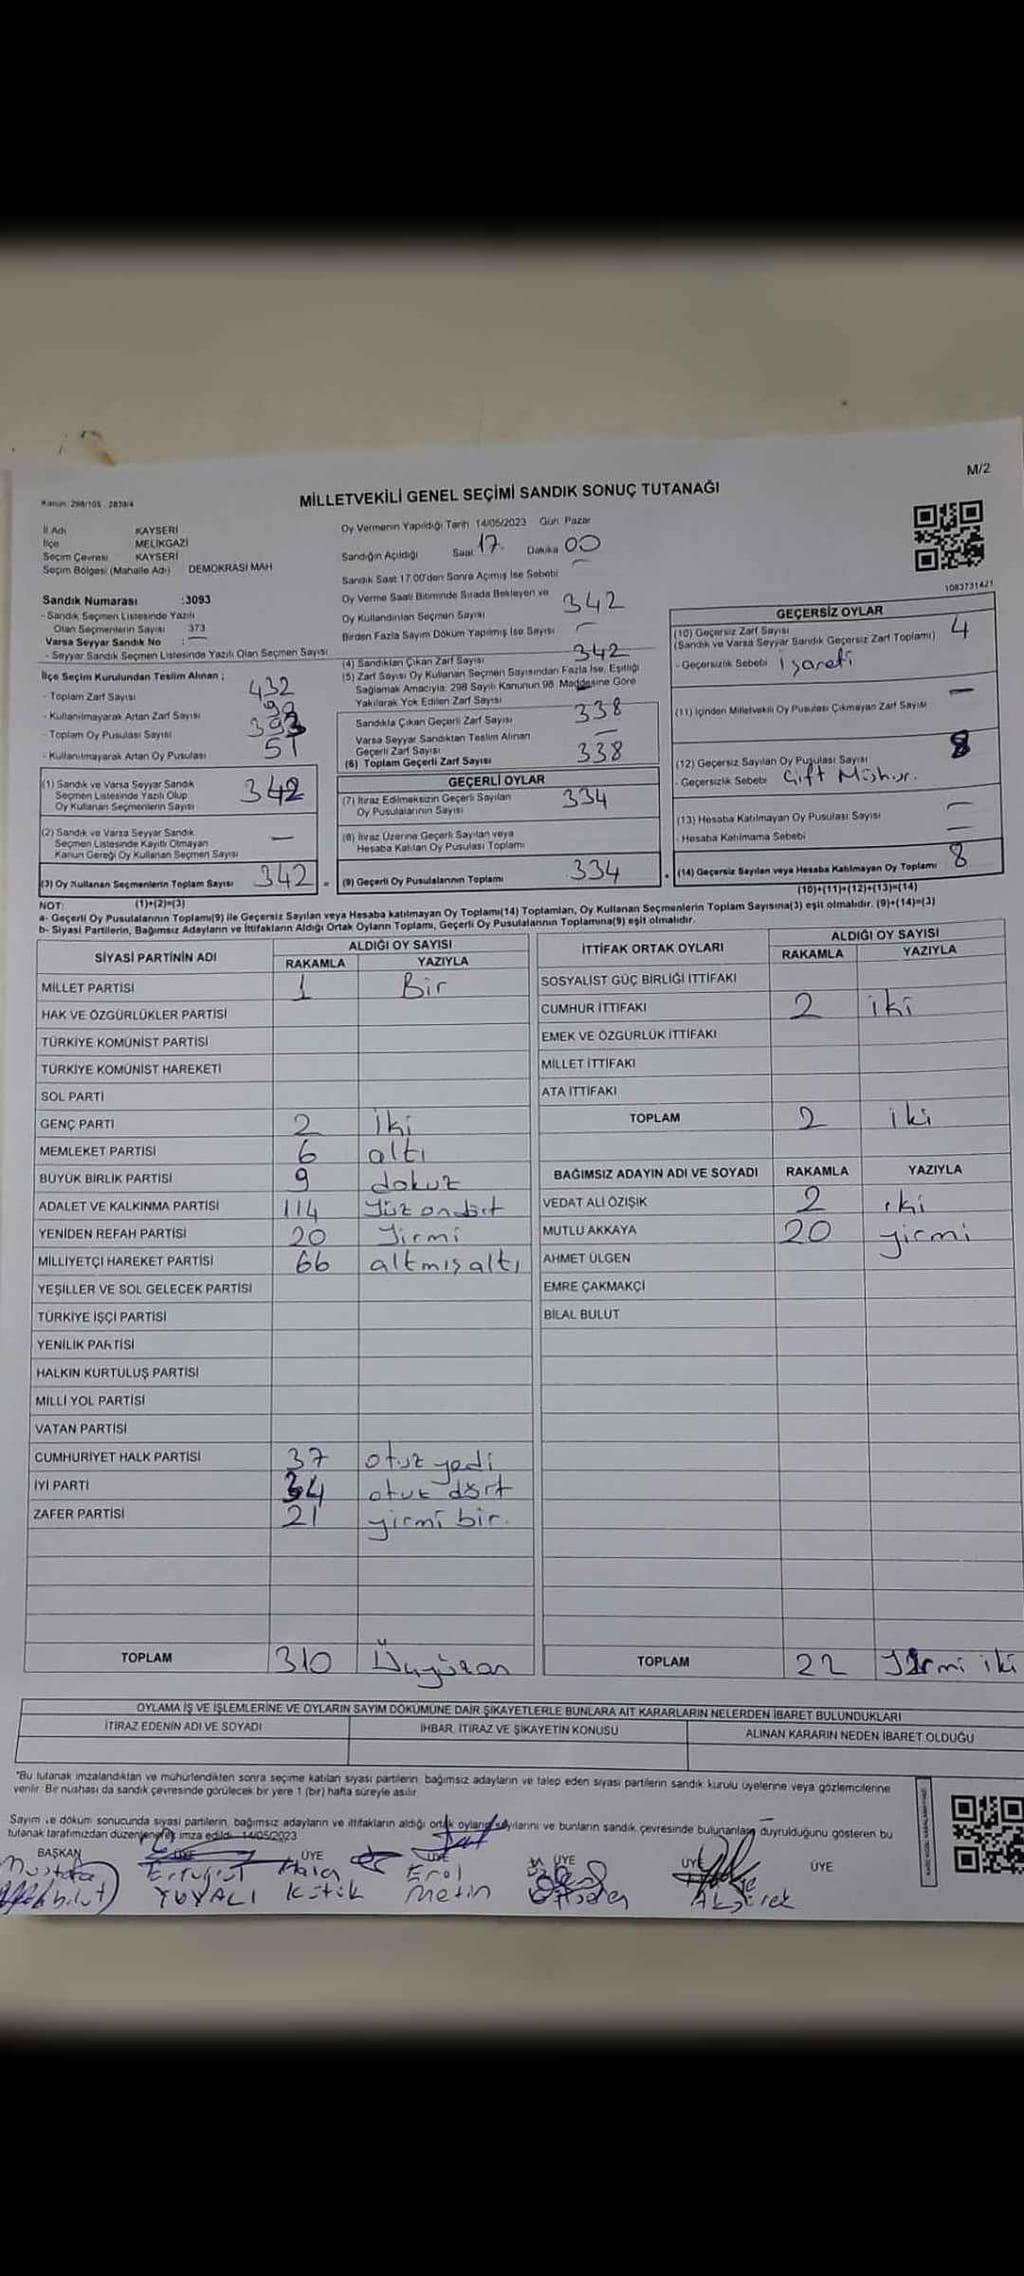 M/2
Kanun: 298/105 - 2839/4
MİLLETVEKİLİ GENEL SEÇİMİ SANDIK SONUÇ TUTANAĞI
İl Adı KAYSERİ
İlçe MELİKGAZİ
Seçim Çevresi KAYSERİ
Seçim Bölgesi (Mahalle Adı) DEMOKRASİ MAH
Sandık Numarası :3093
- Sandık Seçmen Listesinde Yazılı
Olan Seçmenlerin Sayısı 373
Varsa Seyyar Sandık No : —
- Seyyar Sandık Seçmen Listesinde Yazılı Olan Seçmen Sayısı
İlçe Seçim Kurulundan Teslim Alınan ;
- Toplam Zarf Sayısı 432
- Kullanılmayarak Artan Zarf Sayısı
- Toplam Oy Pusulası Sayısı
- Kullanılmayarak Artan Oy Pusulası 51
(1) Sandık ve Varsa Seyyar Sandık
Seçmen Listesinde Yazılı Olup
Oy Kullanan Seçmenlerin Sayısı 342
(2) Sandık ve Varsa Seyyar Sandık
Seçmen Listesinde Kayıtlı Olmayan
Kanun Gereği Oy Kullanan Seçmen Sayısı —
(3) Oy Kullanan Seçmenlerin Toplam Sayısı 342
(1)+(2)=(3)
Oy Vermenin Yapıldığı Tarih 14/05/2023 Gün Pazar
Sandığın Açıldığı Saat 17 Dakika 00
Sandık Saat 17.00'den Sonra Açımış İse Sebebi —
Oy Verme Saati Bitiminde Sırada Bekleyen ve
Oy Kullandırılan Seçmen Sayısı 342
Birden Fazla Sayım Döküm Yapılmış İse Sayısı —
(4) Sandıktan Çıkan Zarf Sayısı 342
(5) Zarf Sayısı Oy Kullanan Seçmen Sayısından Fazla İse, Eşitliği
Sağlamak Amacıyla; 298 Sayılı Kanunun 98. Maddesine Göre
Yakılarak Yok Edilen Zarf Sayısı
Sandıkta Çıkan Geçerli Zarf Sayısı 338
Varsa Seyyar Sandıktan Teslim Alınan
Geçerli Zarf Sayısı —
(6) Toplam Geçerli Zarf Sayısı 338
GEÇERLİ OYLAR
(7) İtiraz Edilmeksizin Geçerli Sayılan
Oy Pusulalarının Sayısı 334
(8) İtiraz Üzerine Geçerli Sayılan veya
Hesaba Katılan Oy Pusulası Toplamı
(9) Geçerli Oy Pusulalarının Toplamı 334
1083731421
GEÇERSİZ OYLAR
(10) Geçersiz Zarf Sayısı
(Sandık ve Varsa Seyyar Sandık Geçersiz Zarf Toplamı) 4
- Geçersizlik Sebebi işareti
(11) İçinden Milletvekili Oy Pusulası Çıkmayan Zarf Sayısı —
(12) Geçersiz Sayılan Oy Pusulası Sayısı 8
- Geçersizlik Sebebi Çift Mühür.
(13) Hesaba Katılmayan Oy Pusulası Sayısı —
- Hesaba Katılmama Sebebi —
(14) Geçersiz Sayılan veya Hesaba Katılmayan Oy Toplamı 8
(10)+(11)+(12)+(13)=(14)
NOT:
a- Geçerli Oy Pusulalarının Toplamı(9) ile Geçersiz Sayılan veya Hesaba katılmayan Oy Toplamı(14) Toplamları, Oy Kullanan Seçmenlerin Toplam Sayısına(3) eşit olmalıdır. (9)+(14)=(3)
b- Siyasi Partilerin, Bağımsız Adayların ve İttifakların Aldığı Ortak Oyların Toplamı, Geçerli Oy Pusulalarının Toplamına(9) eşit olmalıdır.
SİYASİ PARTİNİN ADI ALDIĞI OY SAYISI
RAKAMLA YAZIYLA
MİLLET PARTİSİ 1 Bir
HAK VE ÖZGÜRLÜKLER PARTİSİ
TÜRKİYE KOMÜNİST PARTİSİ
TÜRKİYE KOMÜNİST HAREKETİ
SOL PARTİ
GENÇ PARTİ 2 iki
MEMLEKET PARTİSİ 6 altı
BÜYÜK BİRLİK PARTİSİ 9 dokuz
ADALET VE KALKINMA PARTİSİ 114 Yüz ondört
YENİDEN REFAH PARTİSİ 20 Yirmi
MİLLİYETÇİ HAREKET PARTİSİ 66 altmış altı
YEŞİLLER VE SOL GELECEK PARTİSİ
TÜRKİYE İŞÇİ PARTİSİ
YENİLİK PARTİSİ
HALKIN KURTULUŞ PARTİSİ
MİLLİ YOL PARTİSİ
VATAN PARTİSİ
CUMHURİYET HALK PARTİSİ 37 otuz yedi
İYİ PARTİ 34 otuz dört
ZAFER PARTİSİ 21 yirmi bir.
TOPLAM 310 Üçyüzon
İTTİFAK ORTAK OYLARI ALDIĞI OY SAYISI
RAKAMLA YAZIYLA
SOSYALİST GÜÇ BİRLİĞİ İTTİFAKI
CUMHUR İTTİFAKI 2 iki
EMEK VE ÖZGÜRLÜK İTTİFAKI
MİLLET İTTİFAKI
ATA İTTİFAKI
TOPLAM 2 iki
BAĞIMSIZ ADAYIN ADI VE SOYADI RAKAMLA YAZIYLA
VEDAT ALİ ÖZIŞIK 2 iki
MUTLU AKKAYA 20 yirmi
AHMET ÜLGEN
EMRE ÇAKMAKÇİ
BİLAL BULUT
TOPLAM 22 Yirmi iki
OYLAMA İŞ VE İŞLEMLERİNE VE OYLARIN SAYIM DÖKÜMÜNE DAİR ŞİKAYETLERLE BUNLARA AİT KARARLARIN NELERDEN İBARET BULUNDUKLARI
İTİRAZ EDENİN ADI VE SOYADI İHBAR, İTİRAZ VE ŞİKAYETİN KONUSU ALINAN KARARIN NEDEN İBARET OLDUĞU
*Bu tutanak imzalandıktan ve mühürlendikten sonra seçime katılan siyasi partilerin, bağımsız adayların ve talep eden siyasi partilerin sandık kurulu üyelerine veya gözlemcilerine
verilir. Bir nüshası da sandık çevresinde görülecek bir yere 1 (bir) hafta süreyle asılır.
Sayım ve döküm sonucunda siyasi partilerin, bağımsız adayların ve ittifakların aldığı ortak oyların sayılarını ve bunların sandık çevresinde bulunanlara duyrulduğunu gösteren bu
tutanak tarafımızdan düzenlenerek imza edildi. 14/05/2023
BAŞKAN ÜYE ÜYE ÜYE ÜYE ÜYE ÜYE
Mustafa Ertuğrul Erol
YUVALI Kütük Metin Akşerek